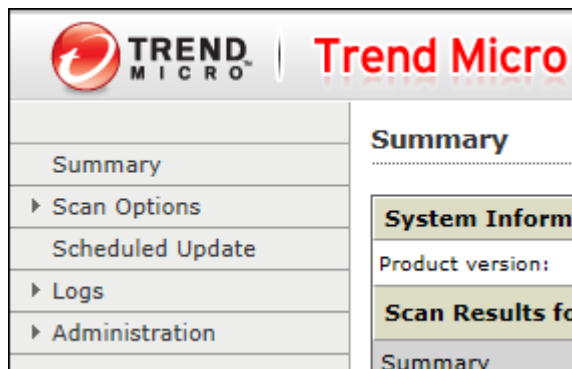 TREND MICRO™ Trend Micro
Summary
Scan Options
Scheduled Update
Logs
Administration
Summary
System Inform
Product version:
Scan Results fo
Summary